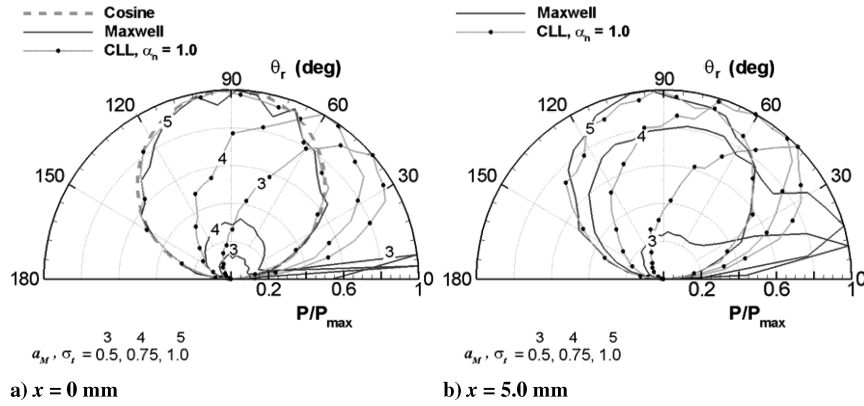 Cosine
Maxwell
CLL, αn = 1.0
θr (deg)
90
120
60
150
30
180
0
5
4
3
4
3
3
0.2
0.6
1
P/Pmax
3 4 5
aM, σt = 0.5, 0.75, 1.0
a) x = 0 mm
Maxwell
CLL, αn = 1.0
θr (deg)
90
120
60
150
30
180
0
5
4
3
0.2
0.6
1
P/Pmax
3 4 5
aM, σt = 0.5, 0.75, 1.0
b) x = 5.0 mm